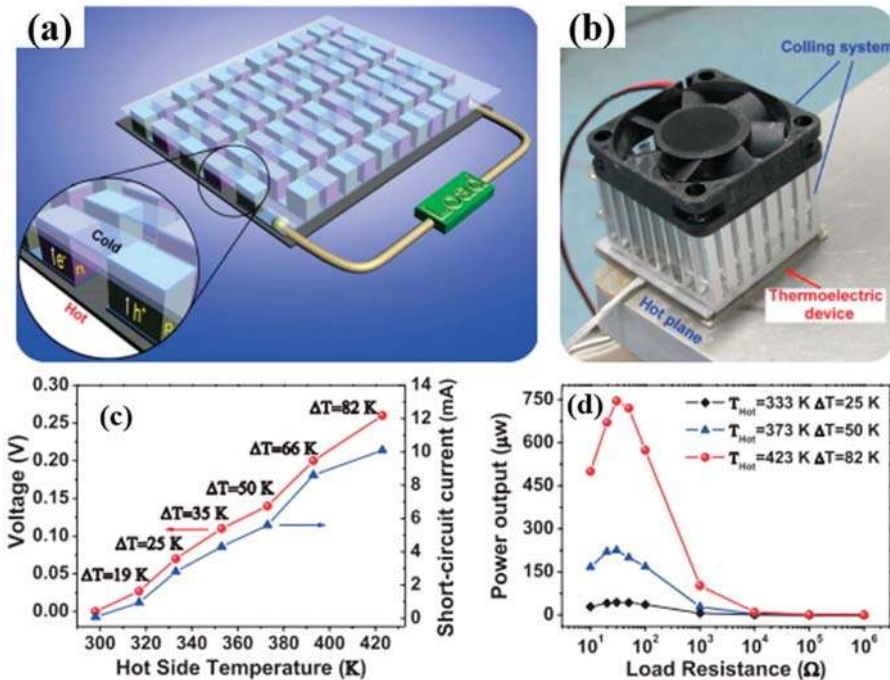 (a)
Load
Cold
1e⁻ n
1h⁺ p
Hot
(b)
Colling system
Thermoelectric
device
Hot plane
(c)
0.30
0.25
0.20
0.15
0.10
0.05
0.00
Voltage (V)
ΔT=19 K
ΔT=25 K
ΔT=35 K
ΔT=50 K
ΔT=66 K
ΔT=82 K
14
12
10
8
6
4
2
0
Short-circuit current (mA)
300 320 340 360 380 400 420
Hot Side Temperature (K)
(d)
750
600
450
300
150
0
Power output (μw)
T_Hot=333 K ΔT=25 K
T_Hot=373 K ΔT=50 K
T_Hot=423 K ΔT=82 K
10¹ 10² 10³ 10⁴ 10⁵ 10⁶
Load Resistance (Ω)